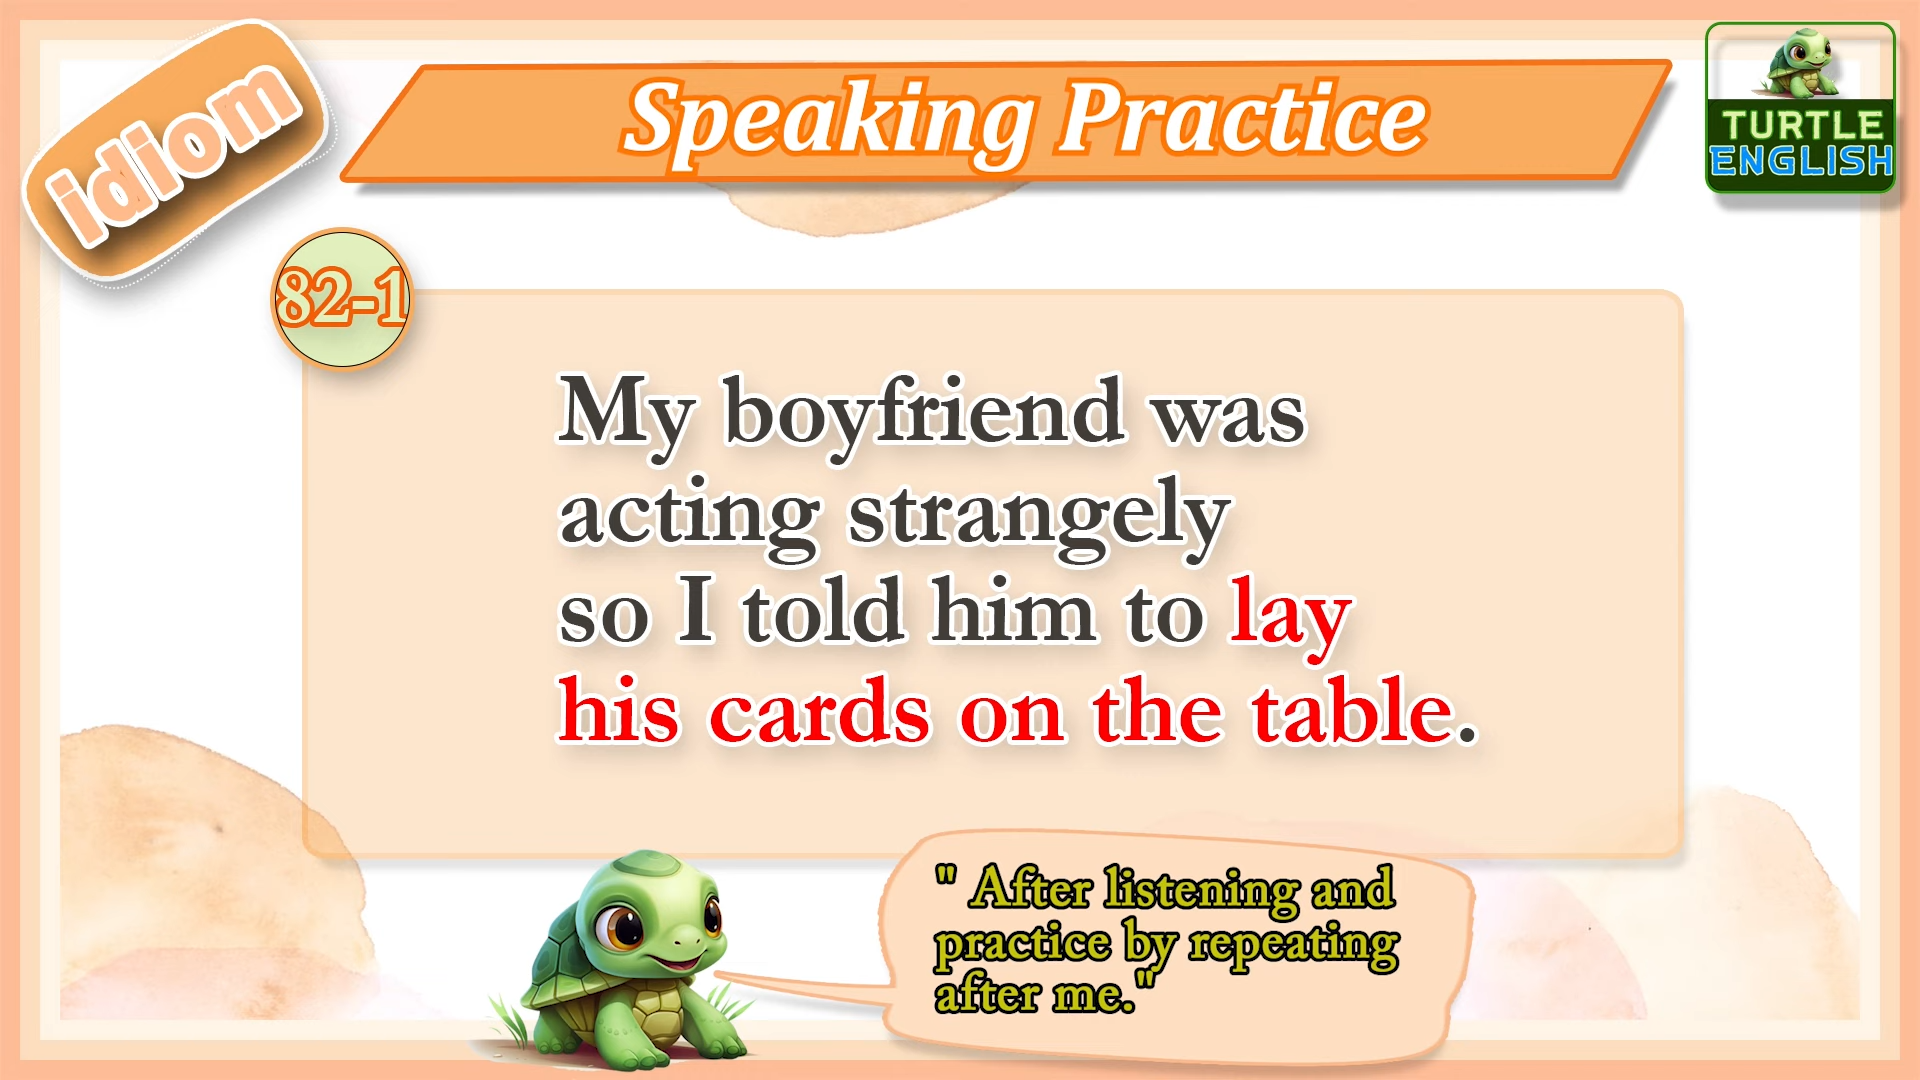 idiom
Speaking Practice
TURTLE
ENGLISH
82-1
My boyfriend was
acting strangely
so I told him to lay
his cards on the table.
" After listening and
practice by repeating
after me."